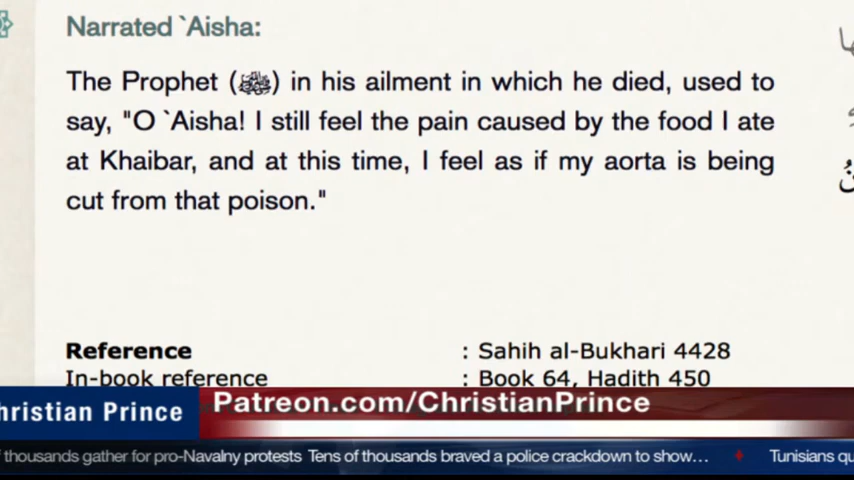 Narrated `Aisha:
The Prophet (ﷺ) in his ailment in which he died, used to
say, "O `Aisha! I still feel the pain caused by the food I ate
at Khaibar, and at this time, I feel as if my aorta is being
cut from that poison."
Reference : Sahih al-Bukhari 4428
In-book reference : Book 64, Hadith 450
hristian Prince
Patreon.com/ChristianPrince
thousands gather for pro-Navalny protests Tens of thousands braved a police crackdown to show... Tunisians qu